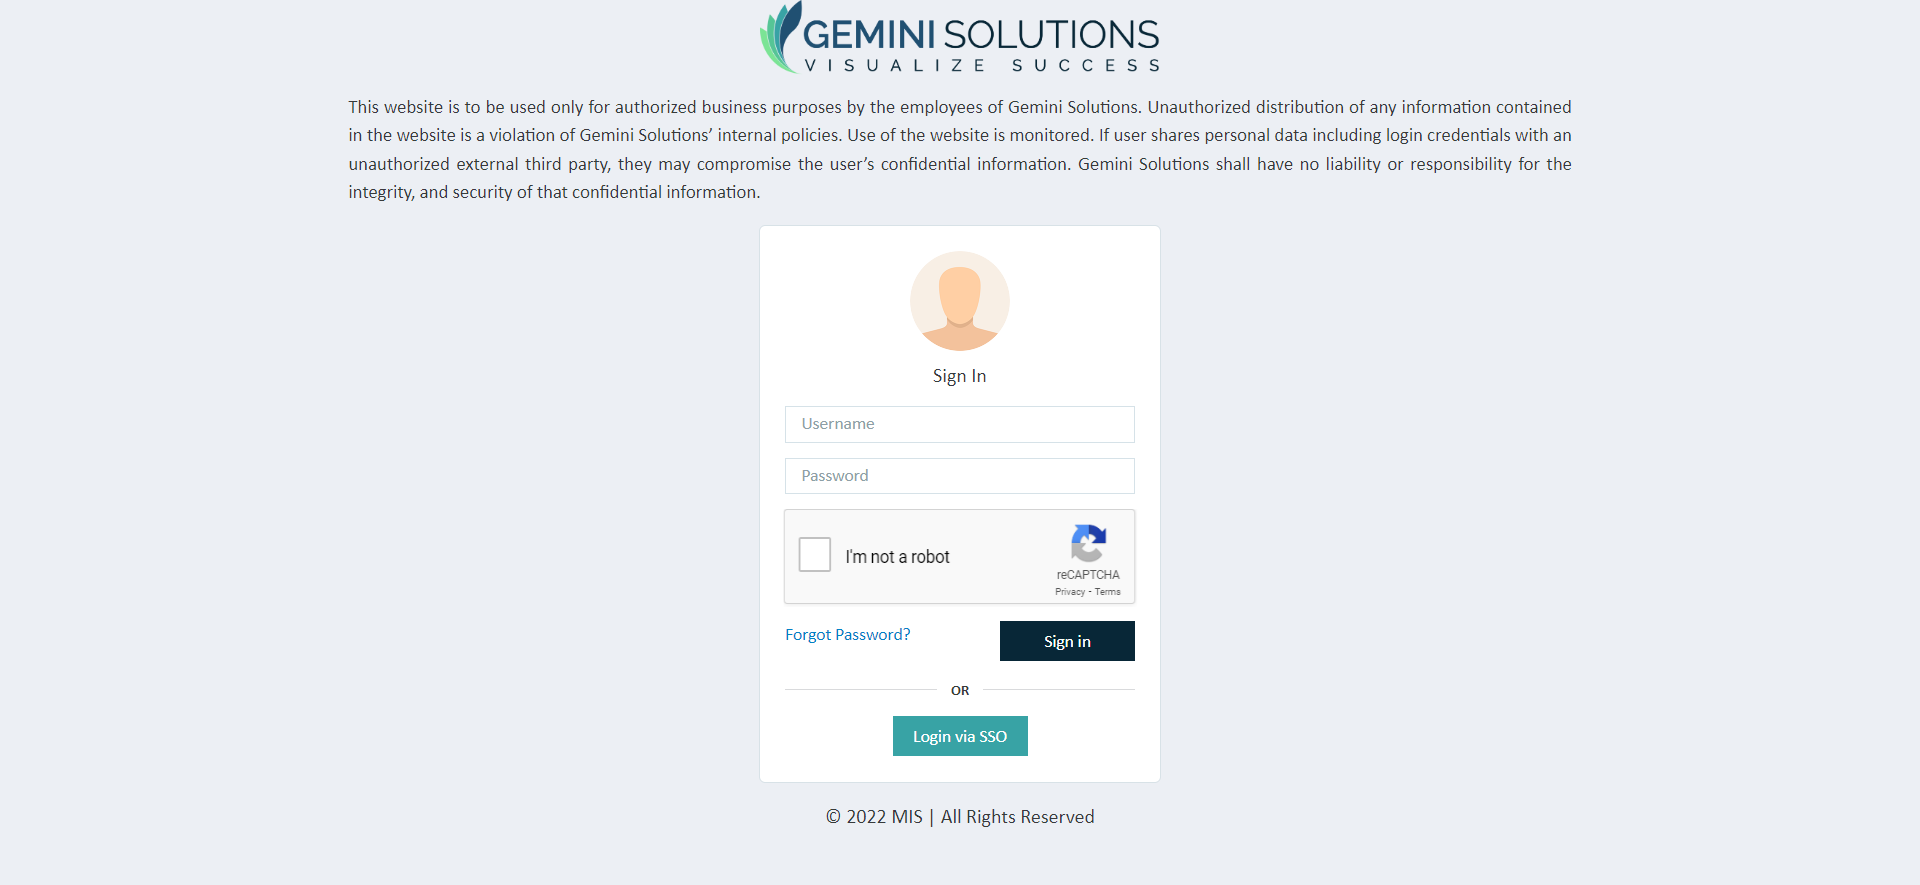 GEMINI SOLUTIONS
VISUALIZE SUCCESS
This website is to be used only for authorized business purposes by the employees of Gemini Solutions. Unauthorized distribution of any information contained
in the website is a violation of Gemini Solutions’ internal policies. Use of the website is monitored. If user shares personal data including login credentials with an
unauthorized external third party, they may compromise the user’s confidential information. Gemini Solutions shall have no liability or responsibility for the
integrity, and security of that confidential information.
Sign In
Username
Password
I'm not a robot
reCAPTCHA
Privacy - Terms
Forgot Password?
Sign in
OR
Login via SSO
© 2022 MIS | All Rights Reserved